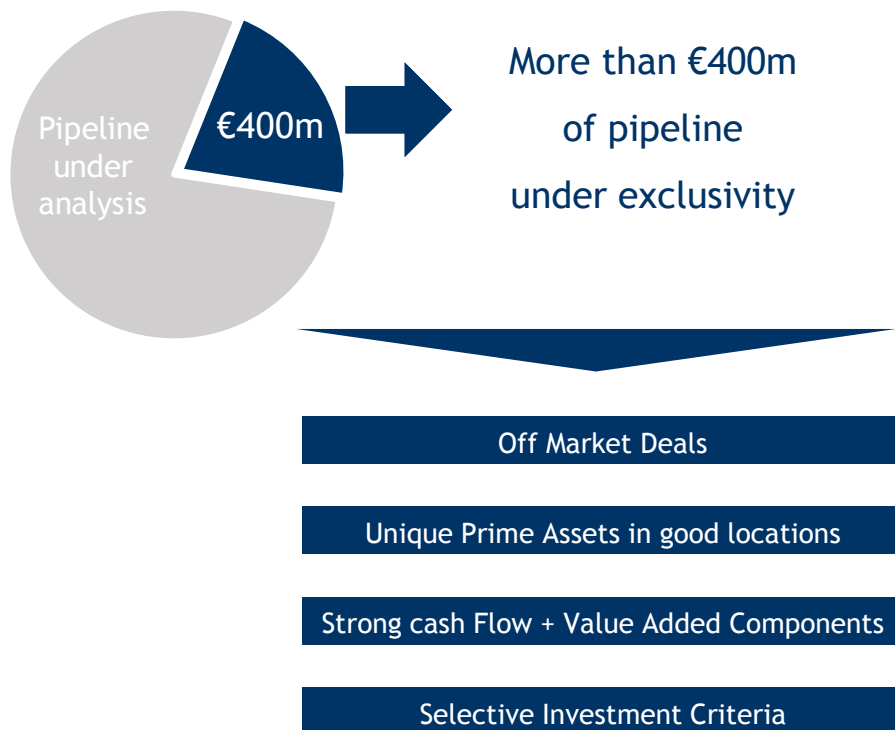 Pipeline
under
analysis
€400m
More than €400m
of pipeline
under exclusivity
Off Market Deals
Unique Prime Assets in good locations
Strong cash Flow + Value Added Components
Selective Investment Criteria